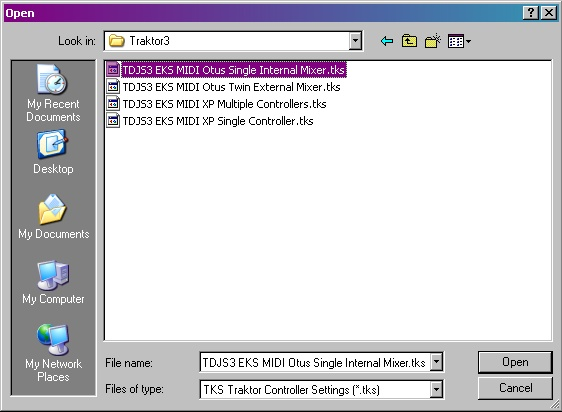 Open
Look in: Traktor3
TDJS3 EKS MIDI Otus Single Internal Mixer.tks
TDJS3 EKS MIDI Otus Twin External Mixer.tks
TDJS3 EKS MIDI XP Multiple Controllers.tks
TDJS3 EKS MIDI XP Single Controller.tks
My Recent
Documents
Desktop
My Documents
My Computer
My Network
Places
File name: TDJS3 EKS MIDI Otus Single Internal Mixer.tks Open
Files of type: TKS Traktor Controller Settings (*.tks) Cancel